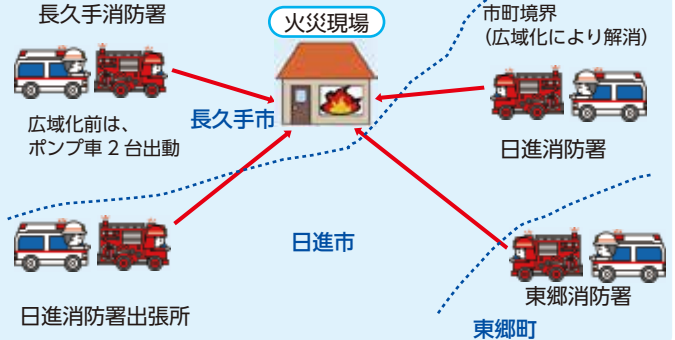 長久手消防署
火災現場
市町境界
（広域化により解消）
広域化前は、
ポンプ車2台出動
長久手市
日進消防署
日進市
日進消防署出張所
東郷消防署
東郷町